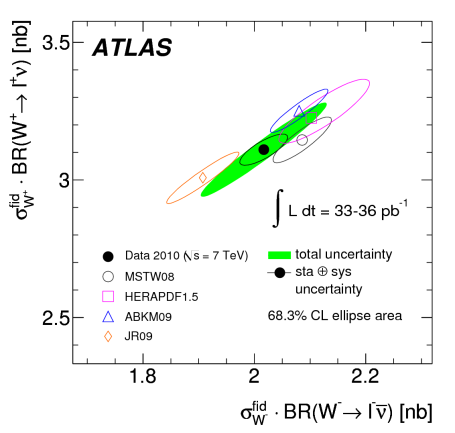 σ^fid_W⁺ · BR(W⁺→ l⁺ν) [nb]
3.5
3
2.5
ATLAS
∫ L dt = 33-36 pb⁻¹
Data 2010 (√s = 7 TeV)
MSTW08
HERAPDF1.5
ABKM09
JR09
total uncertainty
sta ⊕ sys
uncertainty
68.3% CL ellipse area
1.8
2
2.2
σ^fid_W⁻ · BR(W⁻→ l⁻ν̅) [nb]